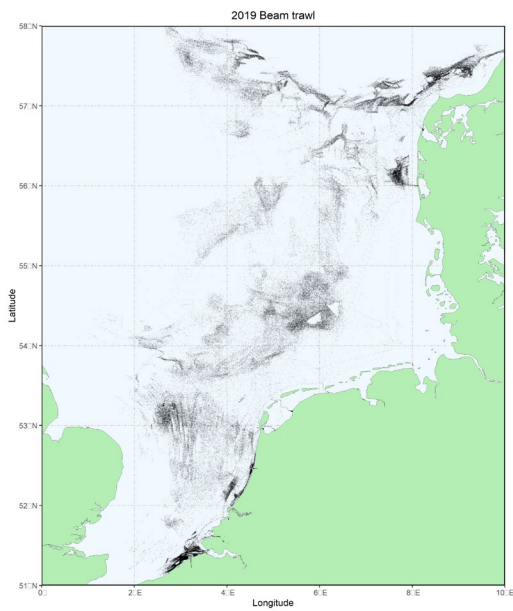 2019 Beam trawl
58□N
57□N
56□N
55□N
54□N
53□N
52□N
51□N
Latitude
0□
2□E
4□E
6□E
8□E
10□E
Longitude